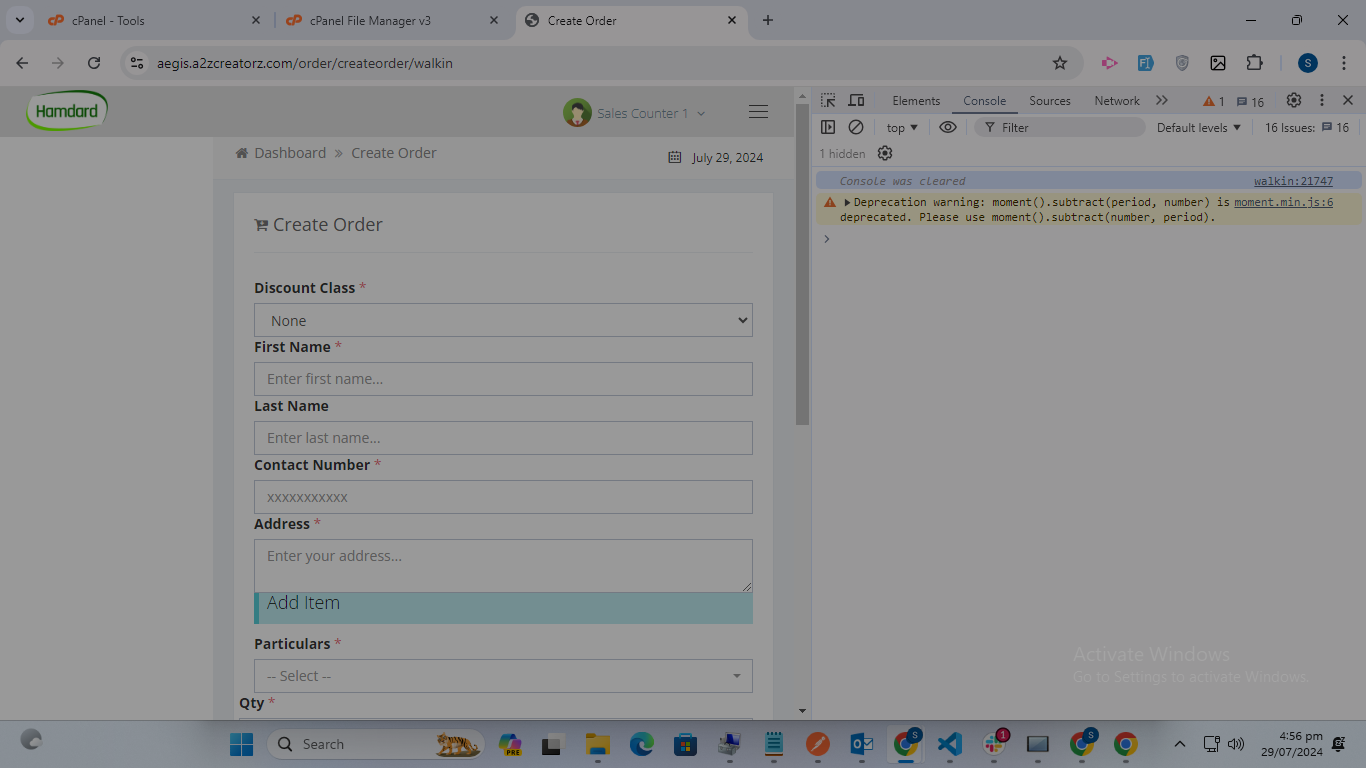 cPanel - Tools
cPanel File Manager v3
Create Order
aegis.a2zcreatorz.com/order/createorder/walkin
S
Hamdard
Sales Counter 1
Dashboard » Create Order
July 29, 2024
Create Order
Discount Class *
None
First Name *
Enter first name...
Last Name
Enter last name...
Contact Number *
xxxxxxxxxxx
Address *
Enter your address...
Add Item
Particulars *
-- Select --
Qty *
Elements
Console
Sources
Network
1
16
top
Filter
Default levels
16 Issues:
16
1 hidden
Console was cleared
walkin:21747
Deprecation warning: moment().subtract(period, number) is
moment.min.js:6
deprecated. Please use moment().subtract(number, period).
Activate Windows
Go to Settings to activate Windows.
Search
PRE
S
1
S
4:56 pm
29/07/2024